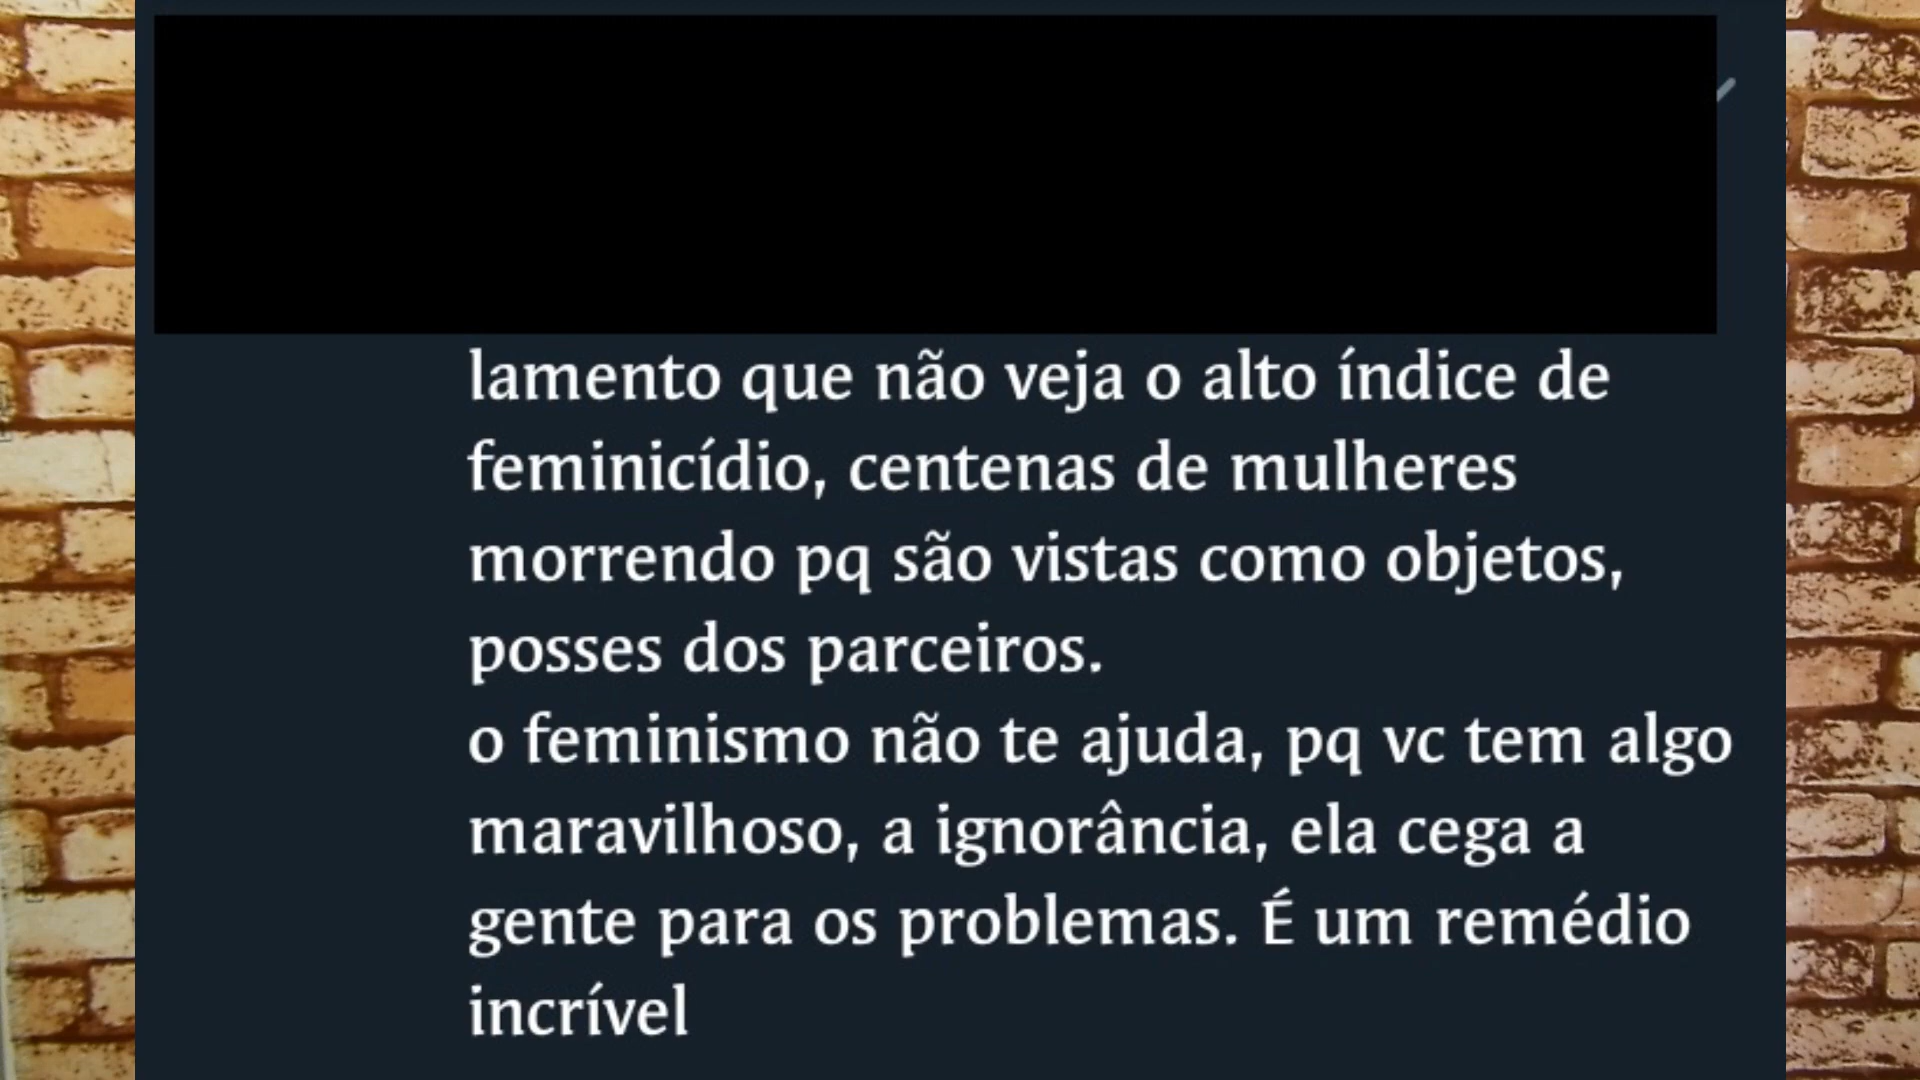 lamento que não veja o alto índice de
feminicídio, centenas de mulheres
morrendo pq são vistas como objetos,
posses dos parceiros.
o feminismo não te ajuda, pq vc tem algo
maravilhoso, a ignorância, ela cega a
gente para os problemas. É um remédio
incrível